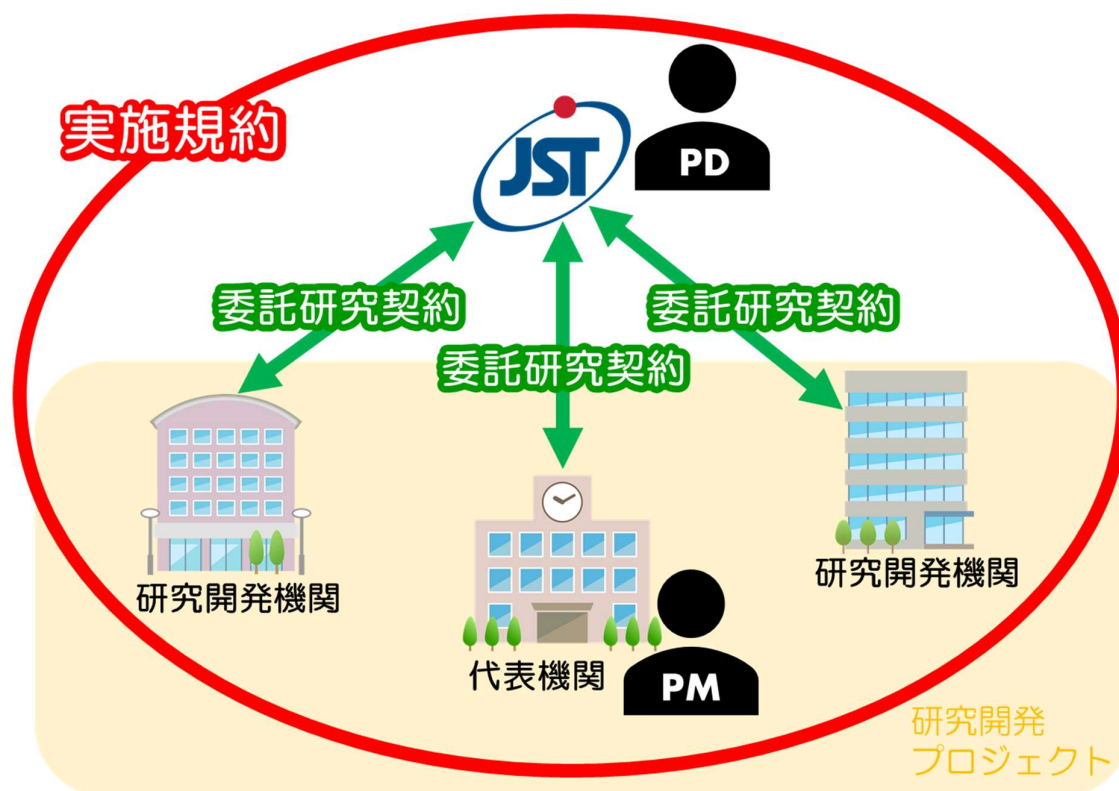 実施規約
JST
PD
委託研究契約
委託研究契約
委託研究契約
研究開発機関
代表機関
PM
研究開発機関
研究開発
プロジェクト